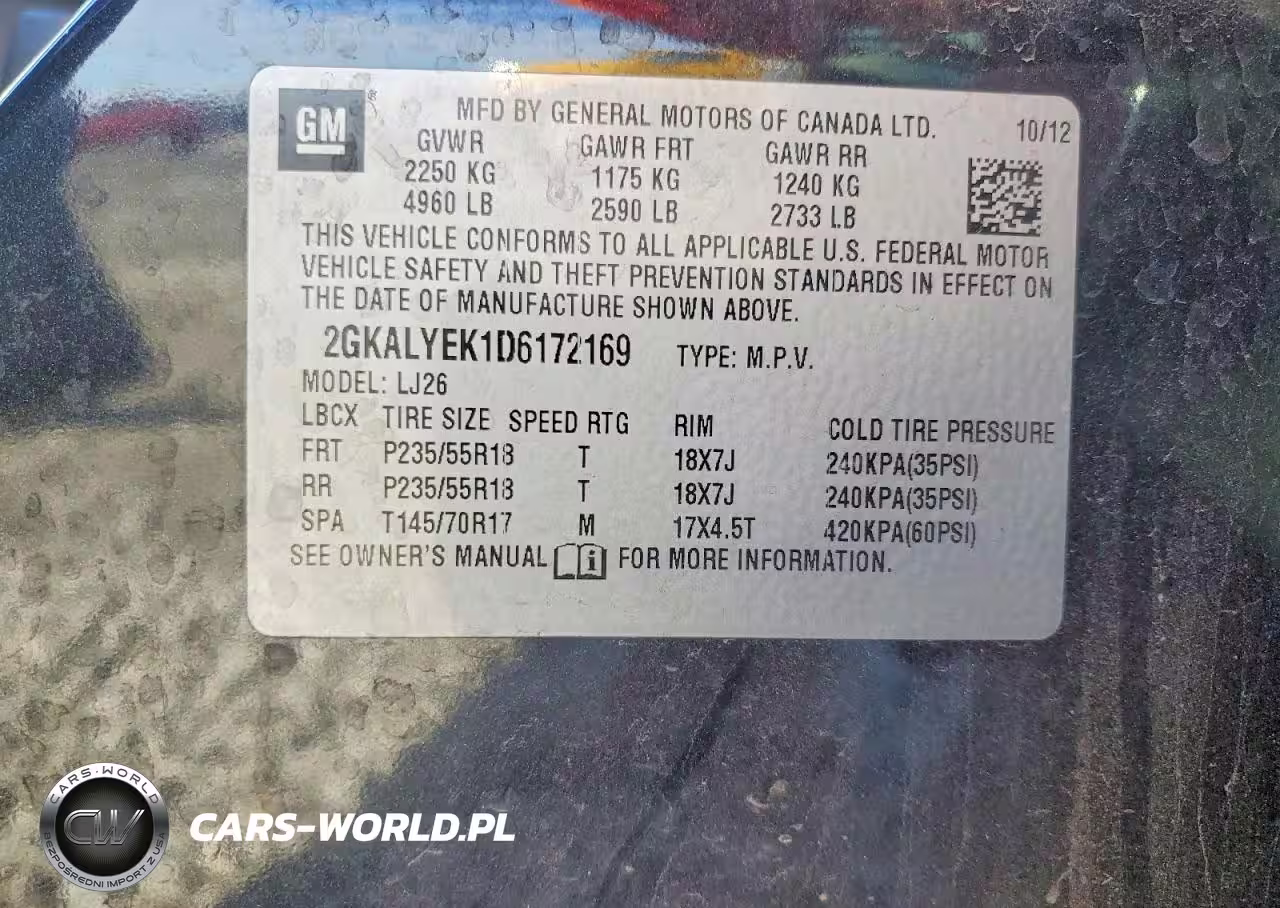 GM
MFD BY GENERAL MOTORS OF CANADA LTD. 10/12
GVWR GAWR FRT GAWR RR
2250 KG 1175 KG 1240 KG
4960 LB 2590 LB 2733 LB
THIS VEHICLE CONFORMS TO ALL APPLICABLE U.S. FEDERAL MOTOR
VEHICLE SAFETY AND THEFT PREVENTION STANDARDS IN EFFECT ON
THE DATE OF MANUFACTURE SHOWN ABOVE.
2GKALYEK1D6172169 TYPE: M.P.V.
MODEL: LJ26
LBCX TIRE SIZE SPEED RTG RIM COLD TIRE PRESSURE
FRT P235/55R18 T 18X7J 240KPA(35PSI)
RR P235/55R18 T 18X7J 240KPA(35PSI)
SPA T145/70R17 M 17X4.5T 420KPA(60PSI)
SEE OWNER'S MANUAL i FOR MORE INFORMATION.
CARS-WORLD
CW
BEZPOŚREDNI IMPORT Z USA
CARS-WORLD.PL